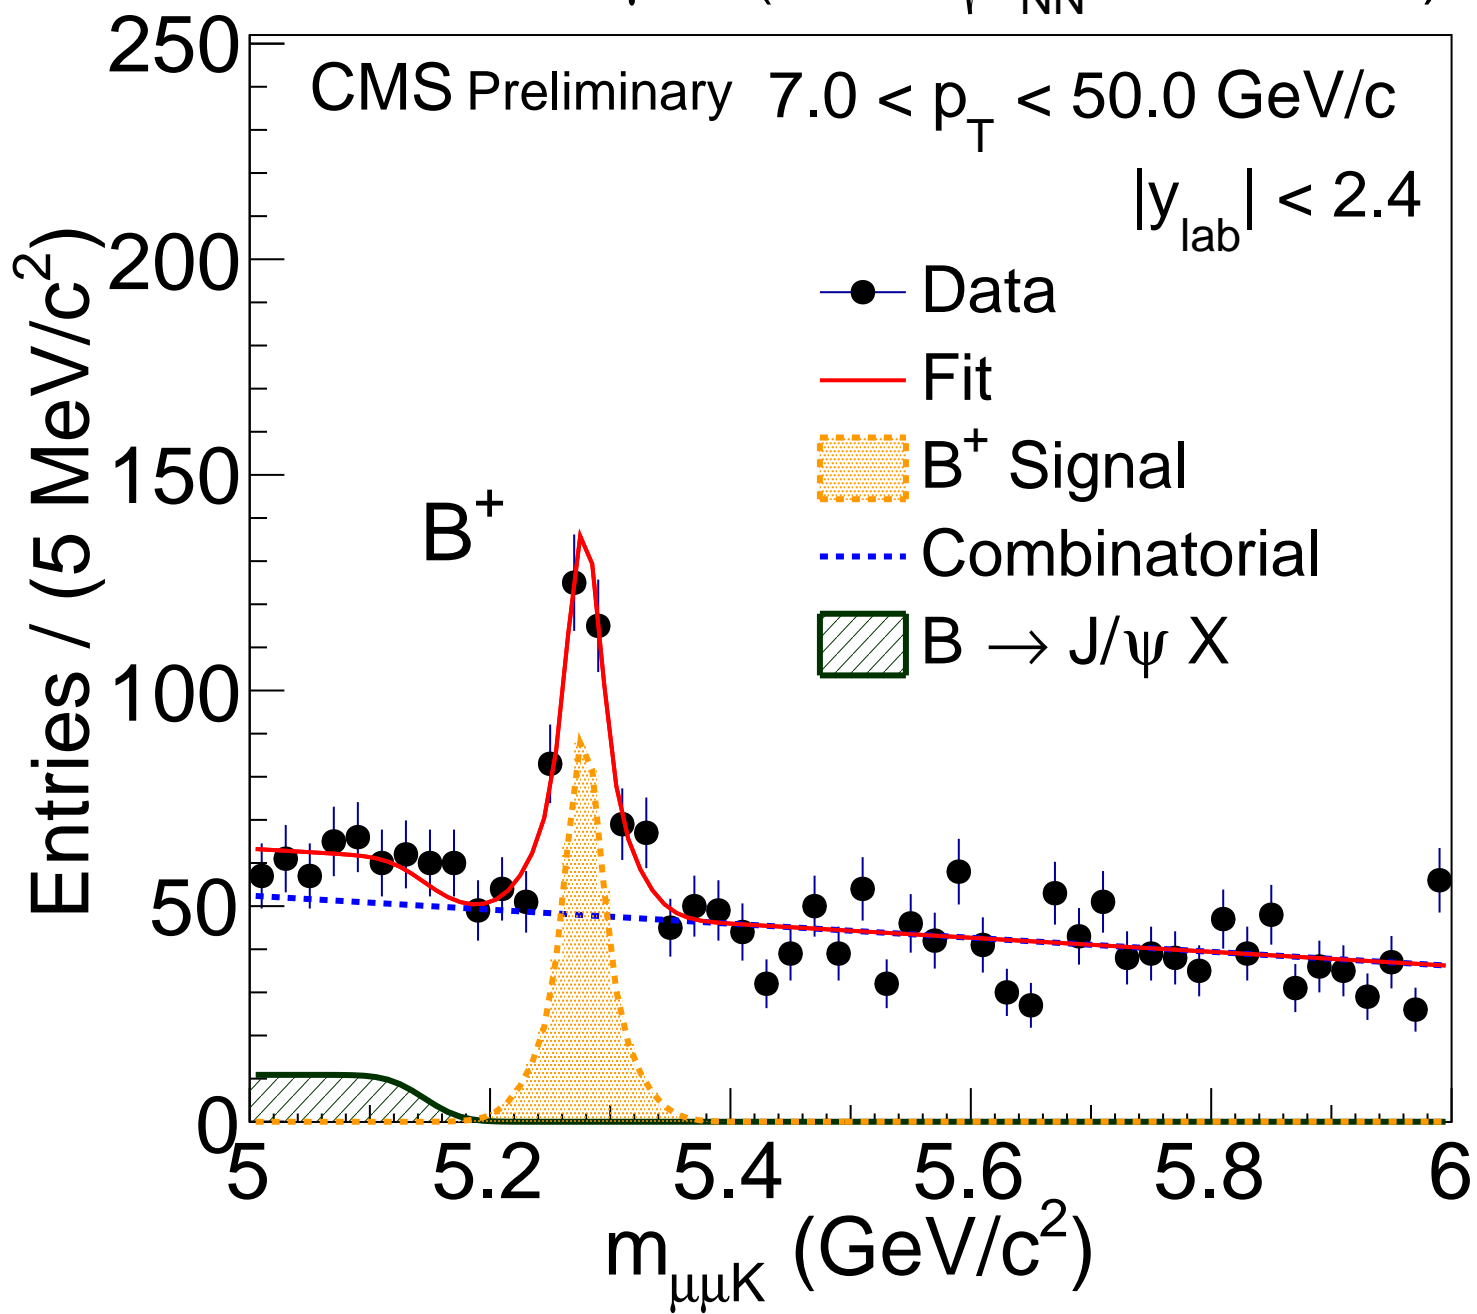 NN
250
CMS Preliminary 7.0 < p_T < 50.0 GeV/c
|y_lab| < 2.4
200
Data
Fit
150
B⁺ Signal
B⁺
Combinatorial
B → J/ψ X
100
50
0
Entries / (5 MeV/c²)
5 5.2 5.4 5.6 5.8 6
m_μμK (GeV/c²)